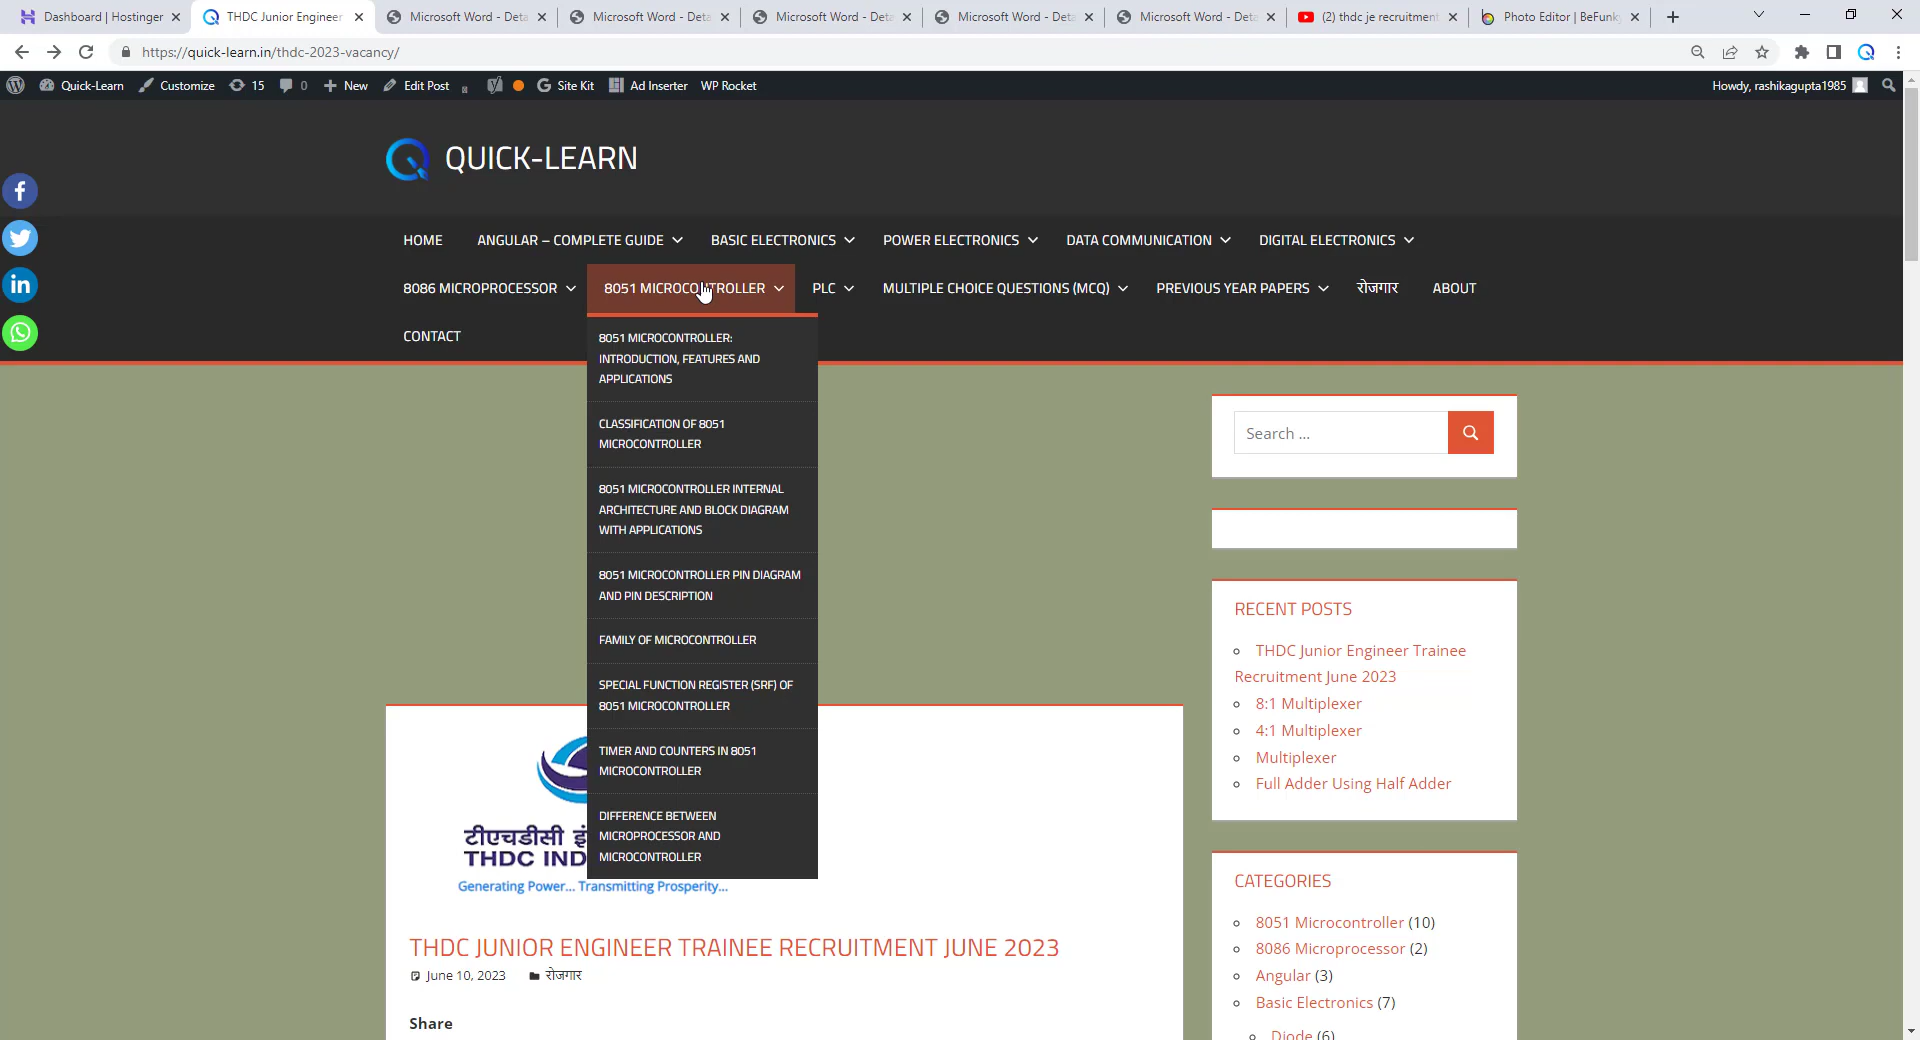 Dashboard | Hostinger
THDC Junior Engineer
Microsoft Word - Deta
Microsoft Word - Deta
Microsoft Word - Deta
Microsoft Word - Deta
Microsoft Word - Deta
(2) thdc je recruitment
Photo Editor | BeFunky
https://quick-learn.in/thdc-2023-vacancy/
Quick-Learn
Customize
15
0
New
Edit Post
Site Kit
Ad Inserter
WP Rocket
Howdy, rashikagupta1985
QUICK-LEARN
HOME
ANGULAR – COMPLETE GUIDE
BASIC ELECTRONICS
POWER ELECTRONICS
DATA COMMUNICATION
DIGITAL ELECTRONICS
8086 MICROPROCESSOR
8051 MICROCONTROLLER
PLC
MULTIPLE CHOICE QUESTIONS (MCQ)
PREVIOUS YEAR PAPERS
रोजगार
ABOUT
CONTACT
8051 MICROCONTROLLER:
INTRODUCTION, FEATURES AND
APPLICATIONS
CLASSIFICATION OF 8051
MICROCONTROLLER
8051 MICROCONTROLLER INTERNAL
ARCHITECTURE AND BLOCK DIAGRAM
WITH APPLICATIONS
8051 MICROCONTROLLER PIN DIAGRAM
AND PIN DESCRIPTION
FAMILY OF MICROCONTROLLER
SPECIAL FUNCTION REGISTER (SRF) OF
8051 MICROCONTROLLER
TIMER AND COUNTERS IN 8051
MICROCONTROLLER
DIFFERENCE BETWEEN
MICROPROCESSOR AND
MICROCONTROLLER
टीएचडीसी इं
THDC IND
Generating Power... Transmitting Prosperity...
THDC JUNIOR ENGINEER TRAINEE RECRUITMENT JUNE 2023
June 10, 2023
रोजगार
Share
Search ...
RECENT POSTS
THDC Junior Engineer Trainee
Recruitment June 2023
8:1 Multiplexer
4:1 Multiplexer
Multiplexer
Full Adder Using Half Adder
CATEGORIES
8051 Microcontroller (10)
8086 Microprocessor (2)
Angular (3)
Basic Electronics (7)
Diode (6)